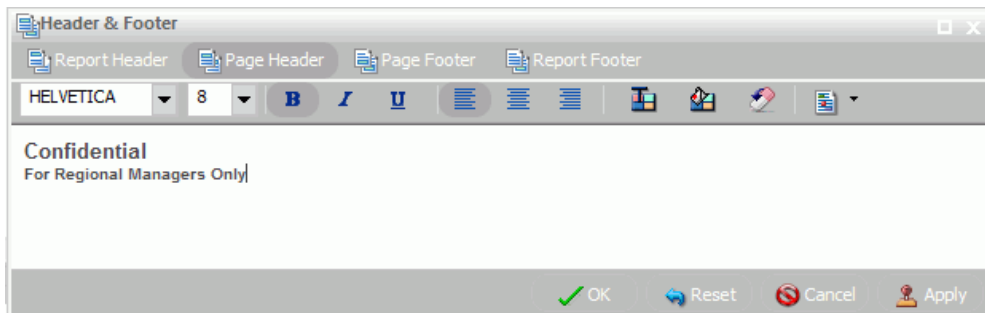 Header & Footer
Report Header Page Header Page Footer Report Footer
HELVETICA 8 B I U
Confidential
For Regional Managers Only
OK Reset Cancel Apply